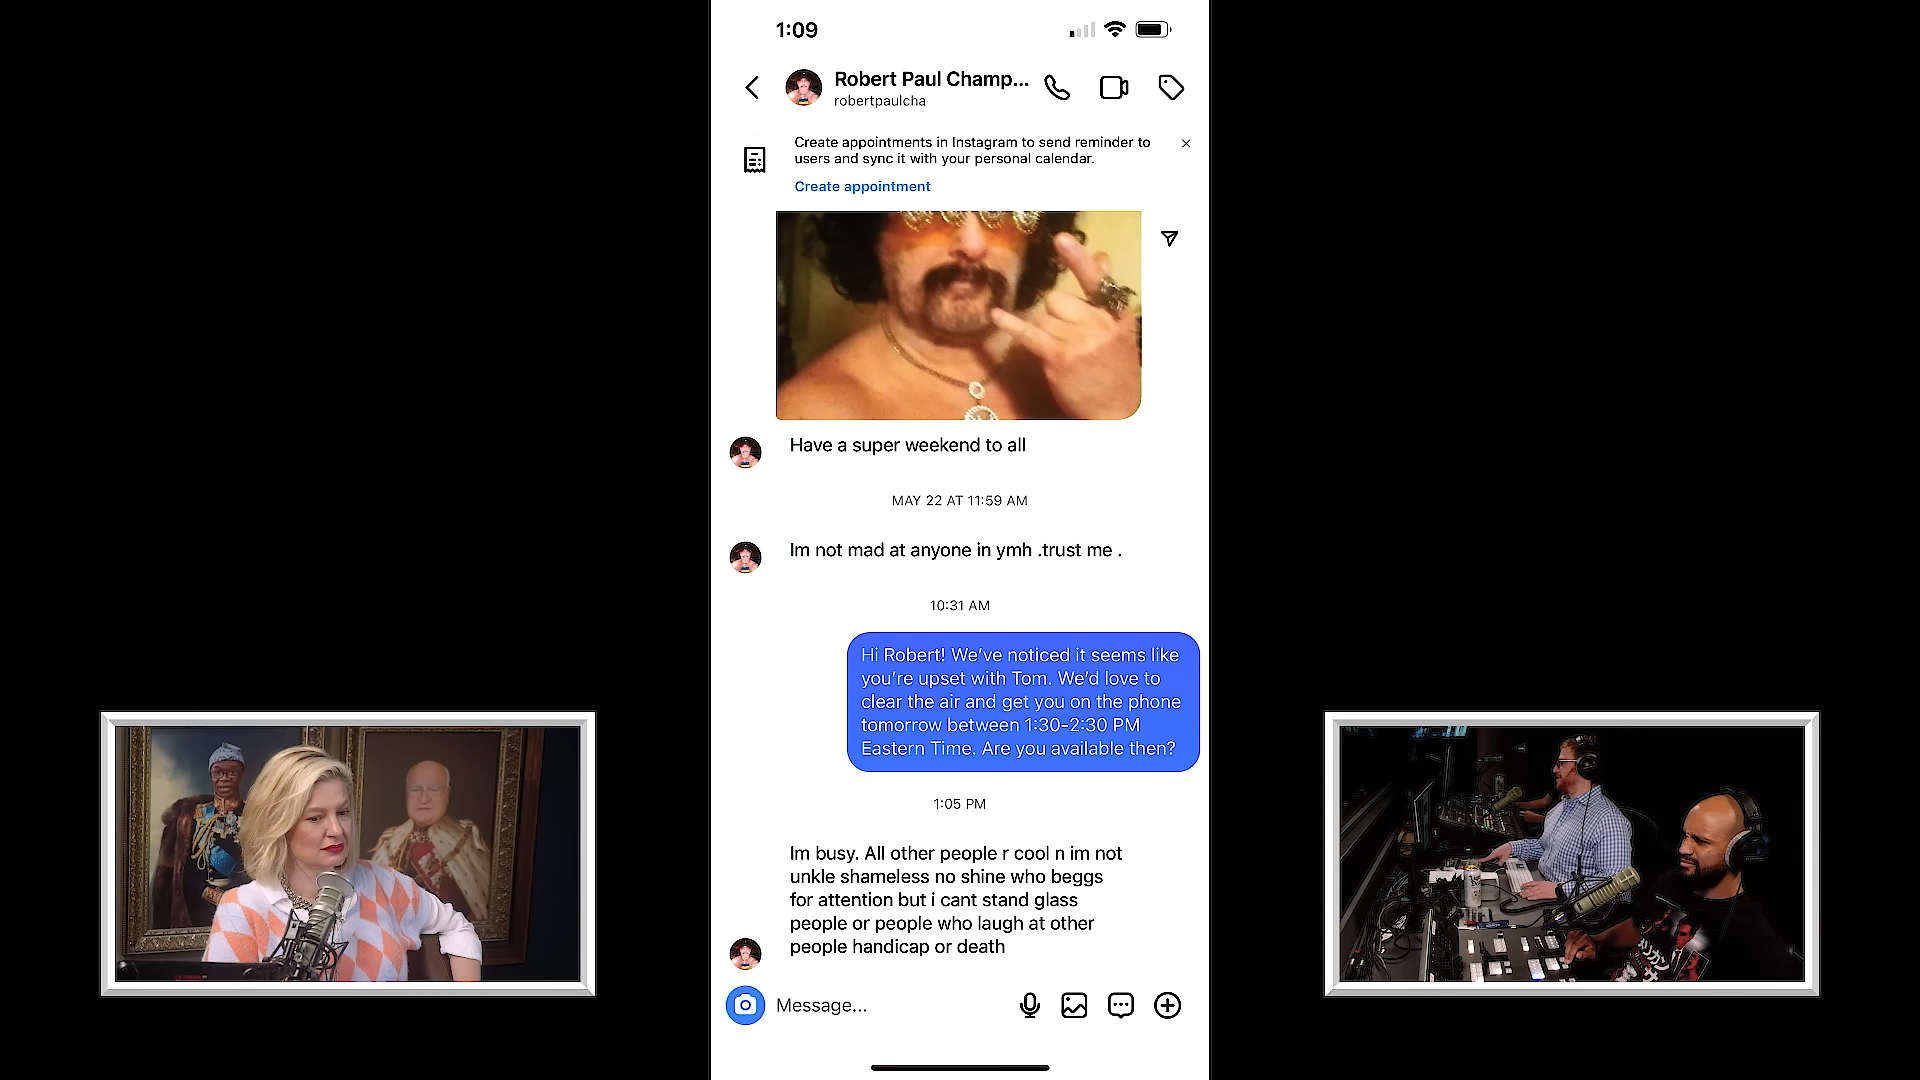 1:09
Robert Paul Champ...
robertpaulcha
Create appointments in Instagram to send reminder to
users and sync it with your personal calendar.
Create appointment
Have a super weekend to all
MAY 22 AT 11:59 AM
Im not mad at anyone in ymh .trust me .
10:31 AM
Hi Robert! We've noticed it seems like
you're upset with Tom. We'd love to
clear the air and get you on the phone
tomorrow between 1:30-2:30 PM
Eastern Time. Are you available then?
1:05 PM
Im busy. All other people r cool n im not
unkle shameless no shine who beggs
for attention but i cant stand glass
people or people who laugh at other
people handicap or death
Message...